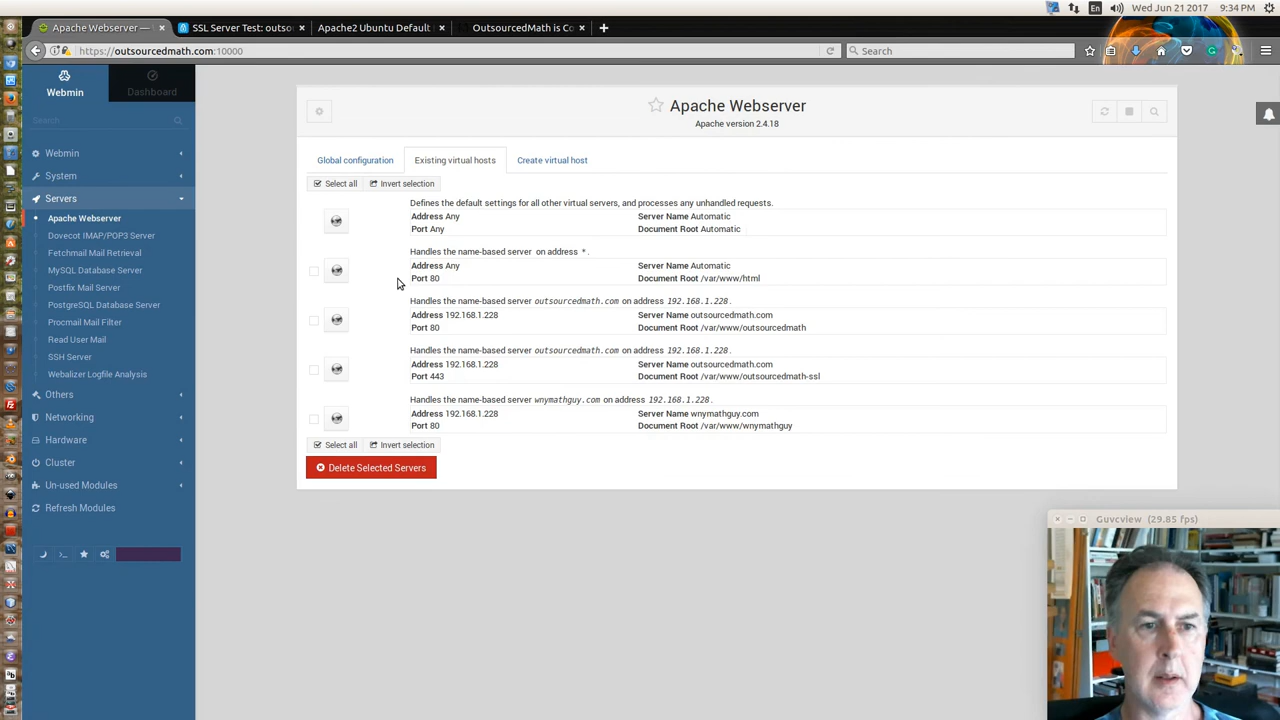 En
Wed Jun 21 2017
9:34 PM
Apache Webserver —
SSL Server Test: outso
Apache2 Ubuntu Default
OutsourcedMath is C
https://outsourcedmath.com:10000
Search
Webmin
Dashboard
Search
Webmin
System
Servers
Apache Webserver
Dovecot IMAP/POP3 Server
Fetchmail Mail Retrieval
MySQL Database Server
Postfix Mail Server
PostgreSQL Database Server
Procmail Mail Filter
Read User Mail
SSH Server
Webalizer Logfile Analysis
Others
Networking
Hardware
Cluster
Un-used Modules
Refresh Modules
Apache Webserver
Apache version 2.4.18
Global configuration
Existing virtual hosts
Create virtual host
Select all
Invert selection
Defines the default settings for all other virtual servers, and processes any unhandled requests.
Address Any
Server Name Automatic
Port Any
Document Root Automatic
Handles the name-based server on address *.
Address Any
Server Name Automatic
Port 80
Document Root /var/www/html
Handles the name-based server outsourcedmath.com on address 192.168.1.228.
Address 192.168.1.228
Server Name outsourcedmath.com
Port 80
Document Root /var/www/outsourcedmath
Handles the name-based server outsourcedmath.com on address 192.168.1.228.
Address 192.168.1.228
Server Name outsourcedmath.com
Port 443
Document Root /var/www/outsourcedmath-ssl
Handles the name-based server wnymathguy.com on address 192.168.1.228.
Address 192.168.1.228
Server Name wnymathguy.com
Port 80
Document Root /var/www/wnymathguy
Select all
Invert selection
Delete Selected Servers
Guvcview (29.85 fps)